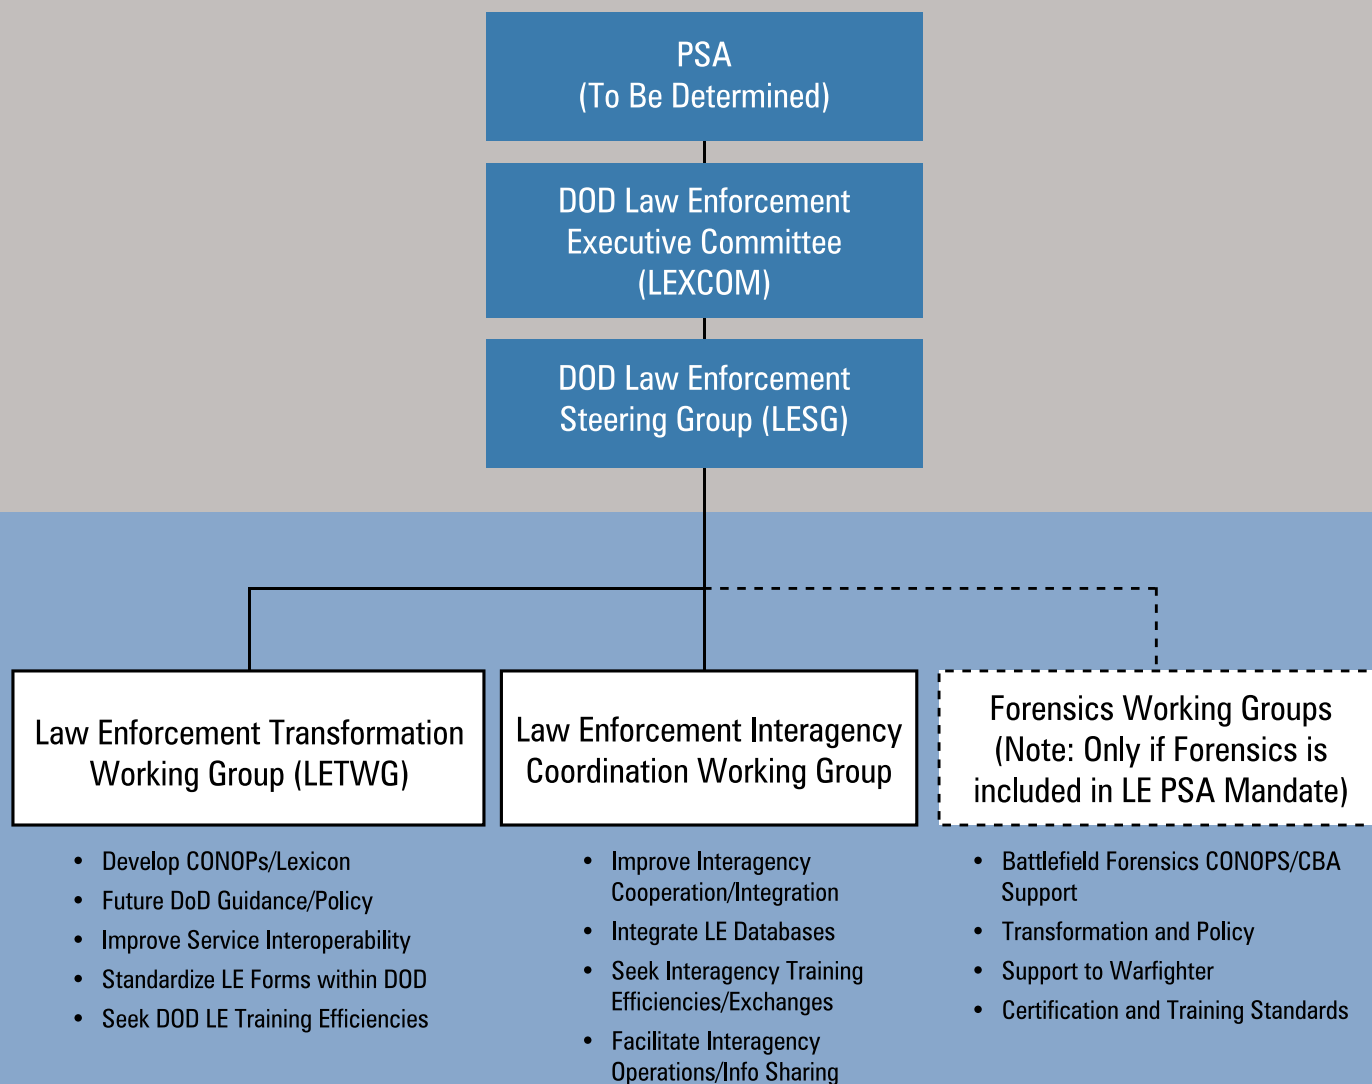 PSA
(To Be Determined)
DOD Law Enforcement
Executive Committee
(LEXCOM)
DOD Law Enforcement
Steering Group (LESG)
Law Enforcement Transformation
Working Group (LETWG)
• Develop CONOPs/Lexicon
• Future DoD Guidance/Policy
• Improve Service Interoperability
• Standardize LE Forms within DOD
• Seek DOD LE Training Efficiencies
Law Enforcement Interagency
Coordination Working Group
• Improve Interagency
Cooperation/Integration
• Integrate LE Databases
• Seek Interagency Training
Efficiencies/Exchanges
• Facilitate Interagency
Operations/Info Sharing
Forensics Working Groups
(Note: Only if Forensics is
included in LE PSA Mandate)
• Battlefield Forensics CONOPS/CBA
Support
• Transformation and Policy
• Support to Warfighter
• Certification and Training Standards